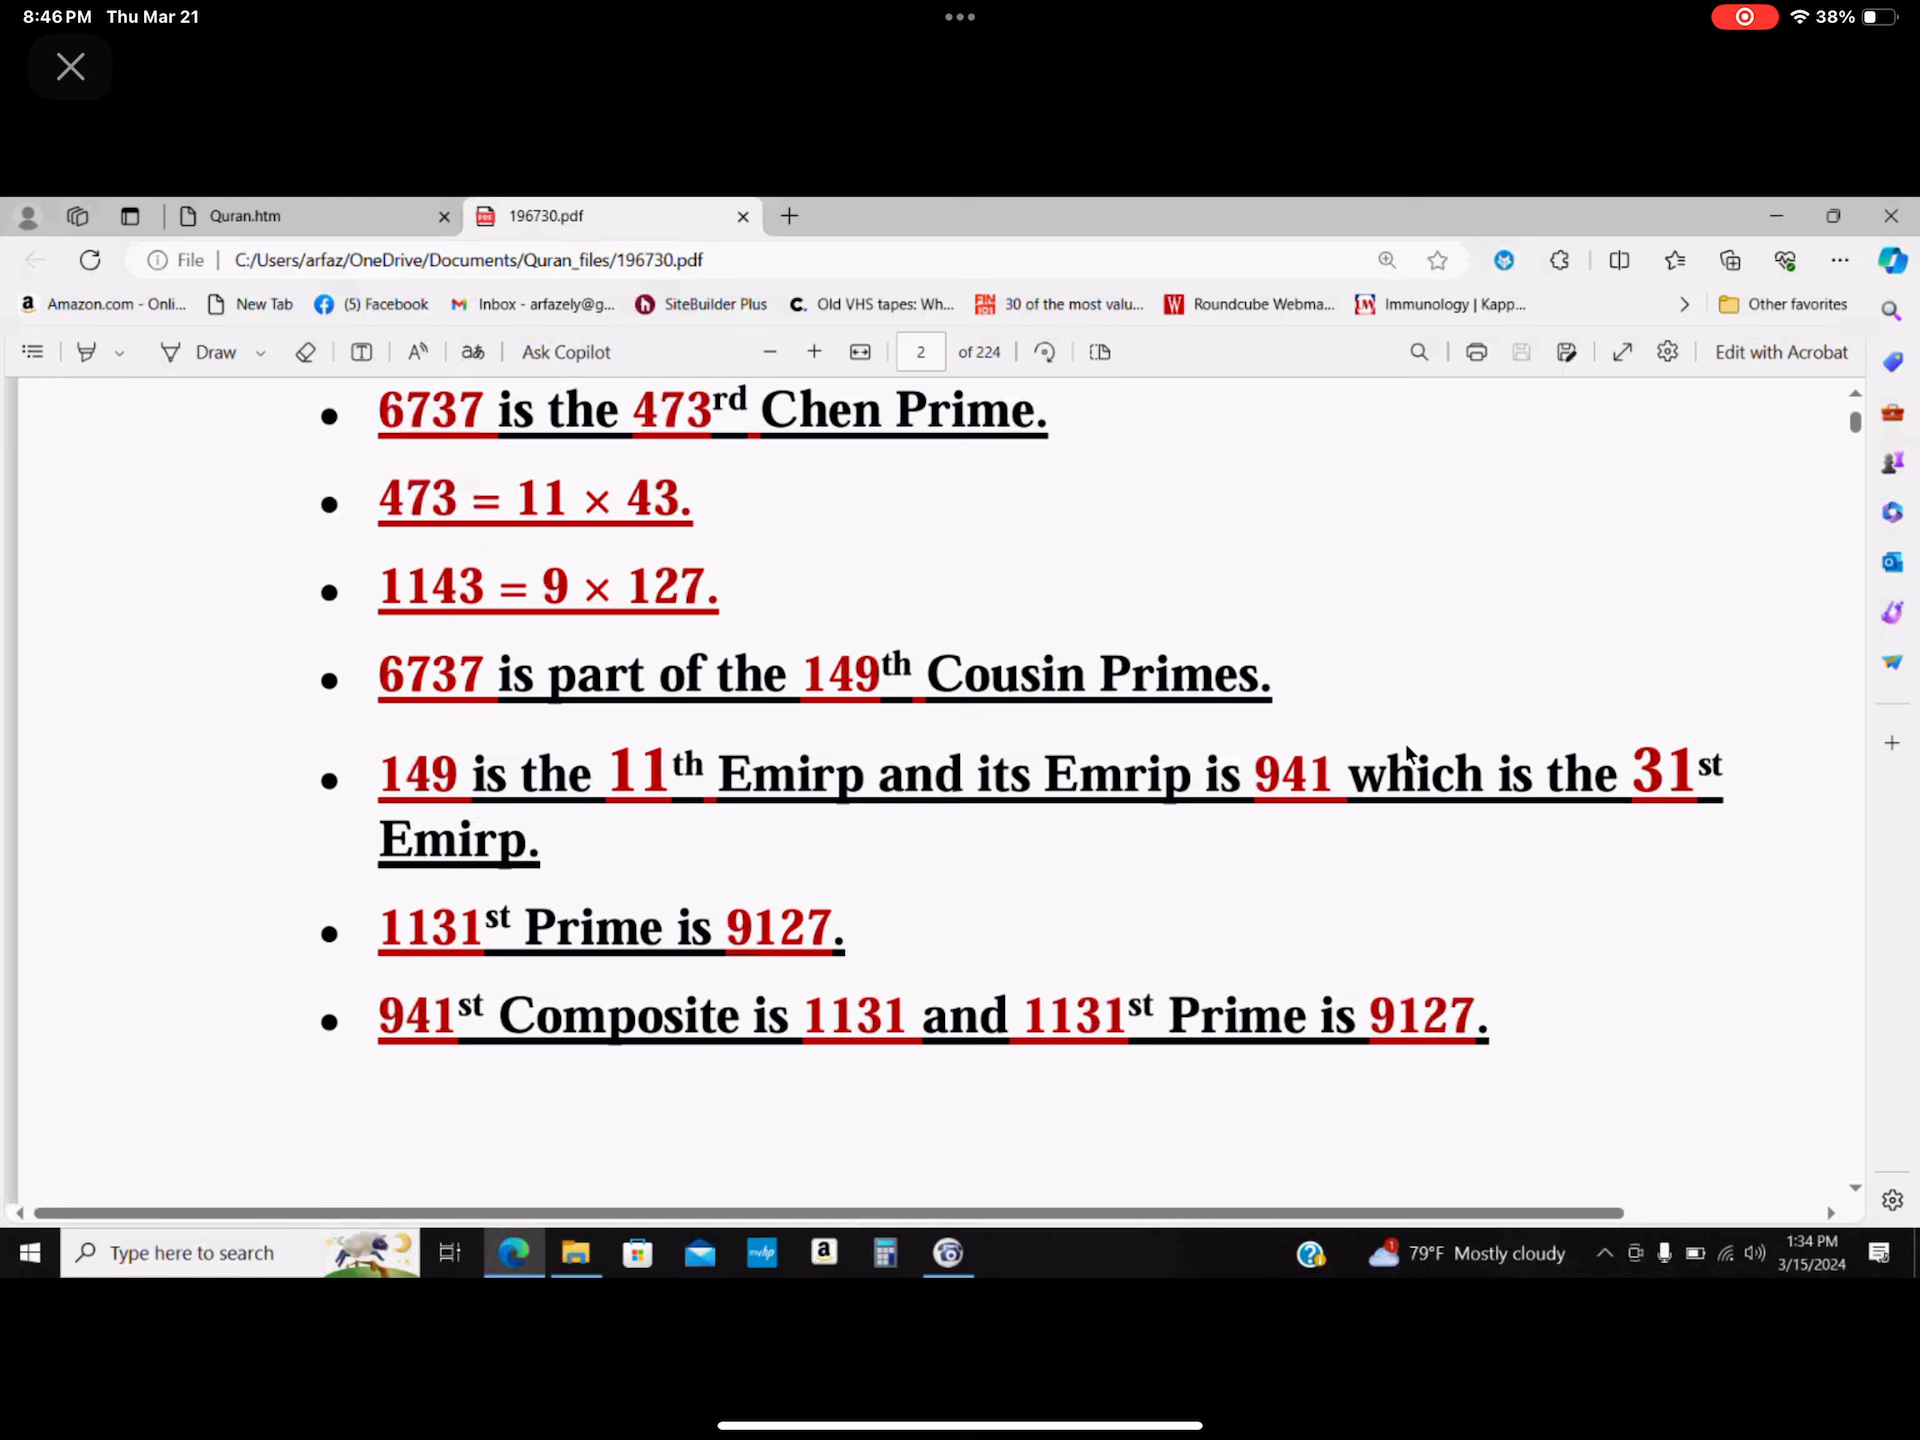 8:46 PM Thu Mar 21
38%
Quran.htm
196730.pdf
File C:/Users/arfaz/OneDrive/Documents/Quran_files/196730.pdf
Amazon.com - Onli... New Tab (5) Facebook Inbox - arfazely@g... SiteBuilder Plus Old VHS tapes: Wh... 30 of the most valu... Roundcube Webma... Immunology | Kapp... Other favorites
Draw Ask Copilot 2 of 224 Edit with Acrobat
6737 is the 473rd Chen Prime.
473 = 11 × 43.
1143 = 9 × 127.
6737 is part of the 149th Cousin Primes.
149 is the 11th Emirp and its Emrip is 941 which is the 31st
Emirp.
1131st Prime is 9127.
941st Composite is 1131 and 1131st Prime is 9127.
Type here to search
79°F Mostly cloudy
1:34 PM
3/15/2024